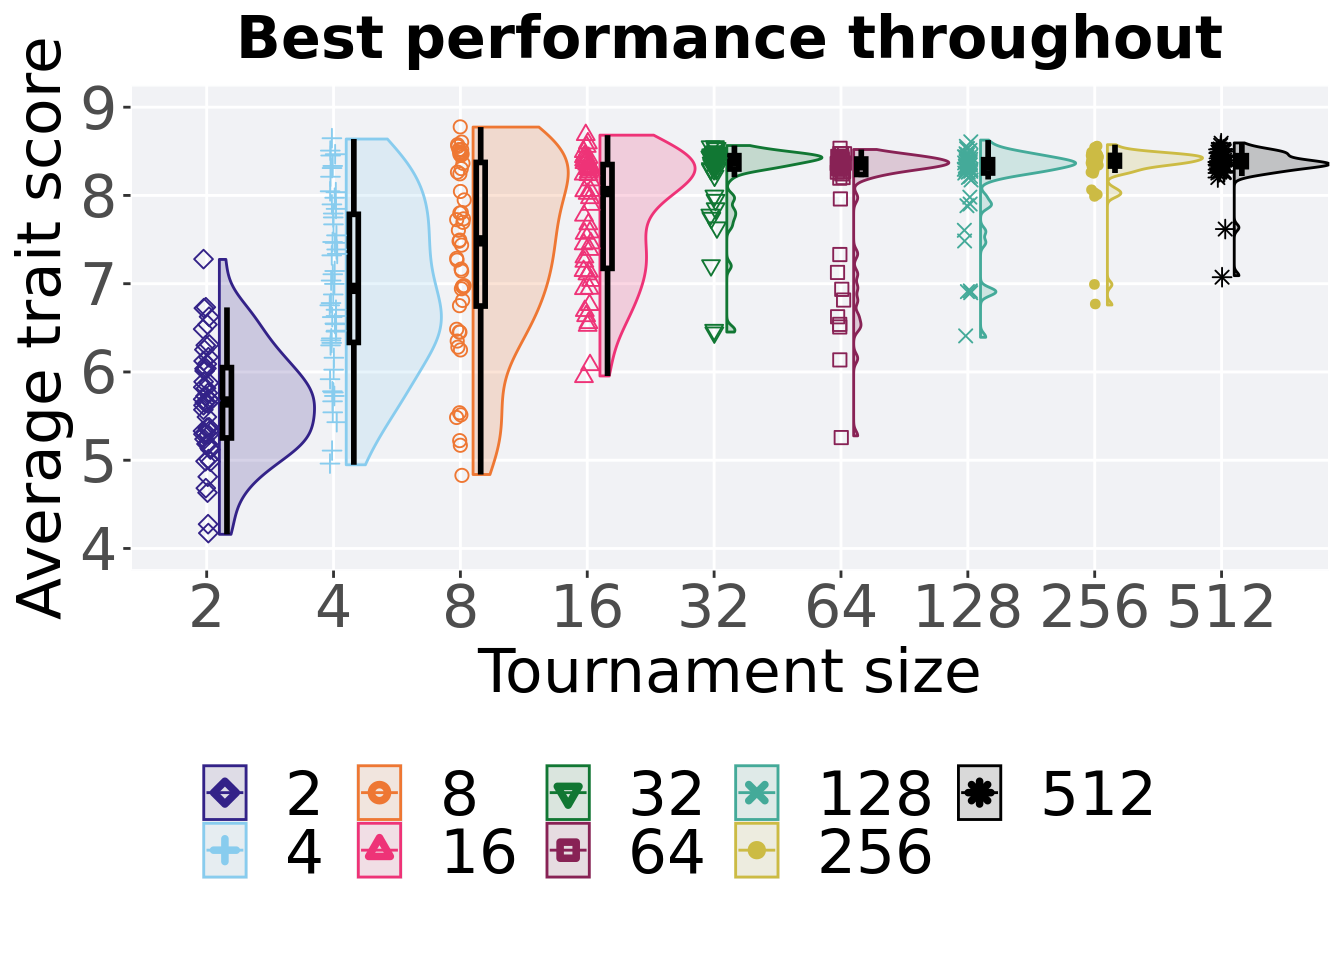 Best performance throughout
Average trait score
9
8
7
6
5
4
2 4 8 16 32 64 128 256 512
Tournament size
2 8 32 128 512
4 16 64 256